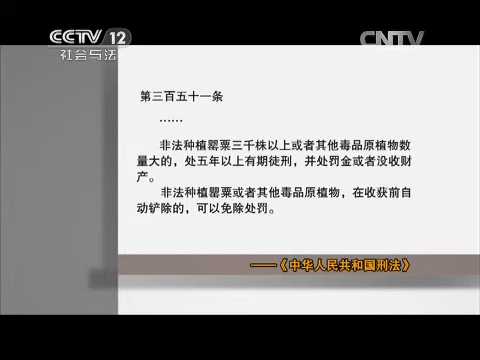 CCTV 12
社会与法
CNTV
第三百五十一条
……
非法种植罂粟三千株以上或者其他毒品原植物数
量大的，处五年以上有期徒刑，并处罚金或者没收财
产。
非法种植罂粟或者其他毒品原植物，在收获前自
动铲除的，可以免除处罚。
——《中华人民共和国刑法》